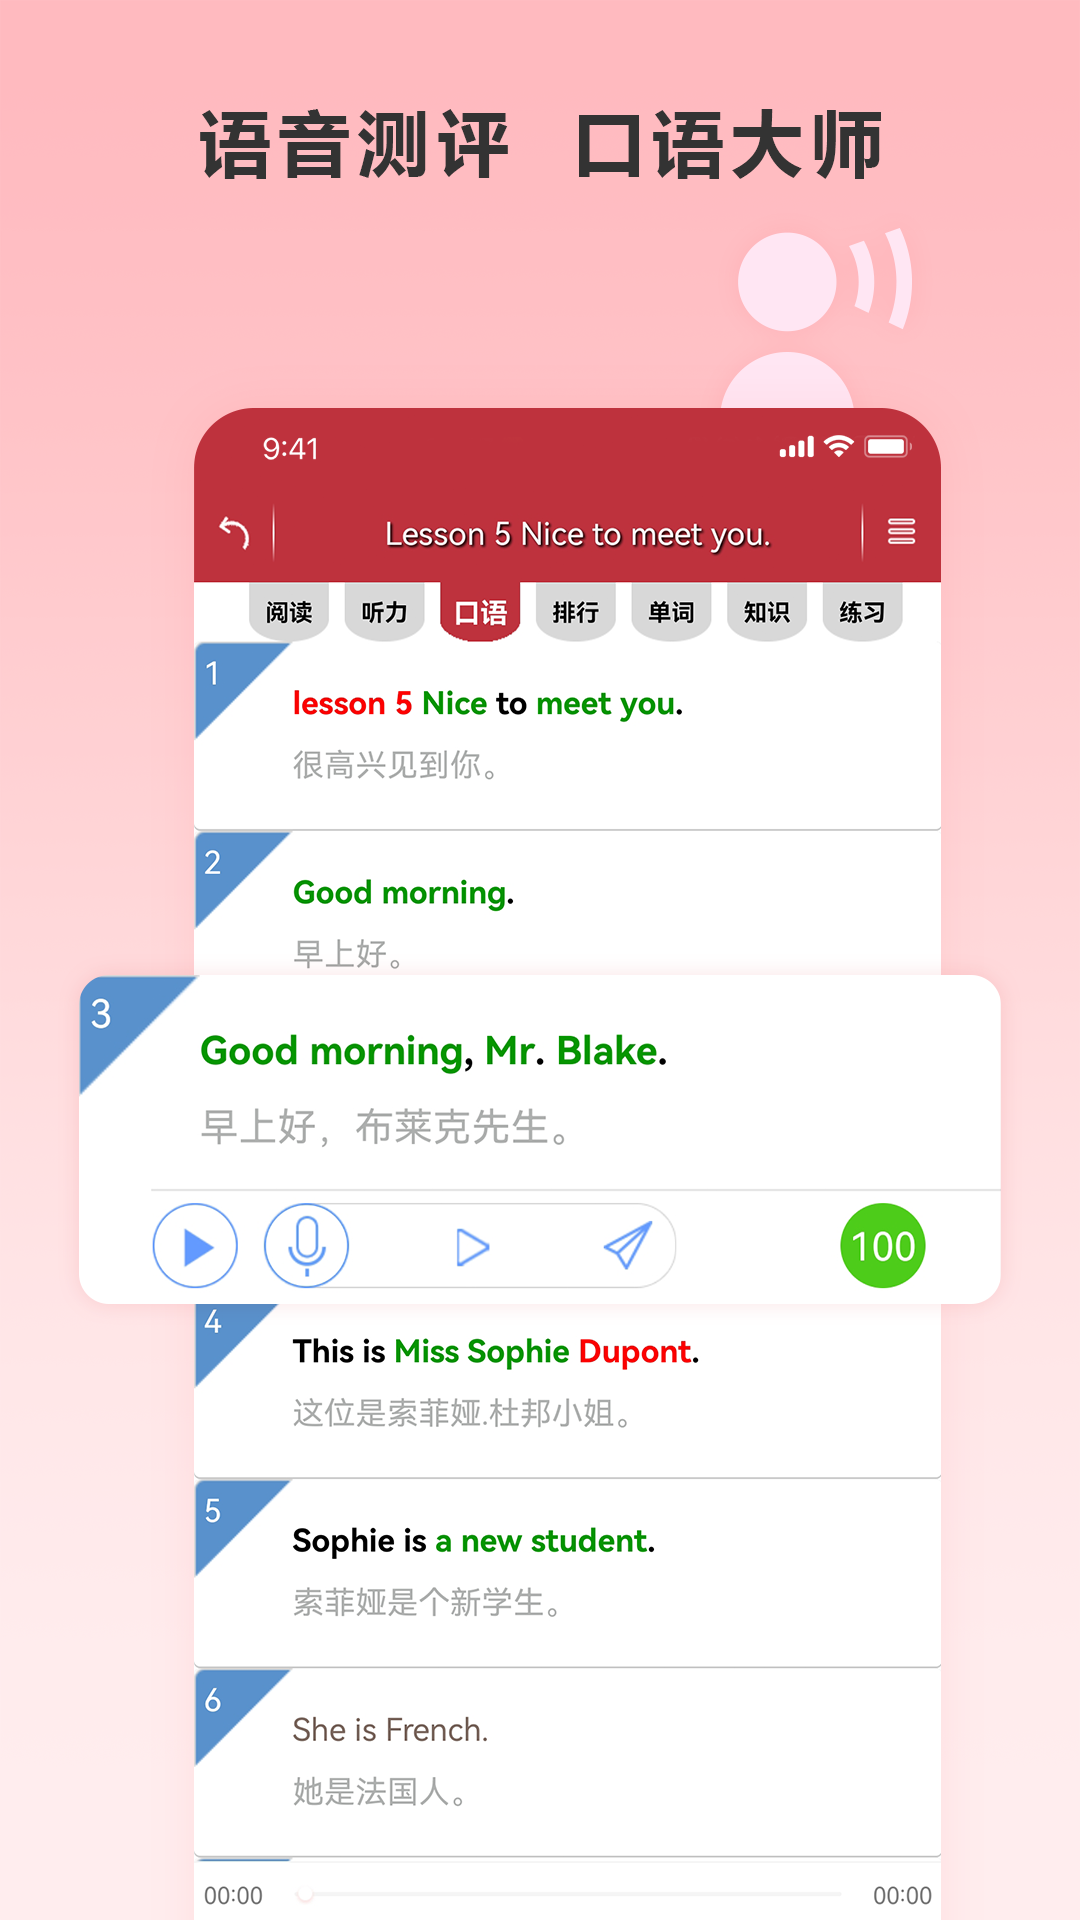 语音测评 口语大师
9:41
Lesson 5 Nice to meet you.
阅读 听力 口语 排行 单词 知识 练习
1
lesson 5 Nice to meet you.
很高兴见到你。
2
Good morning.
早上好。
3
Good morning, Mr. Blake.
早上好，布莱克先生。
100
4
This is Miss Sophie Dupont.
这位是索菲娅.杜邦小姐。
5
Sophie is a new student.
索菲娅是个新学生。
6
She is French.
她是法国人。
00:00 00:00